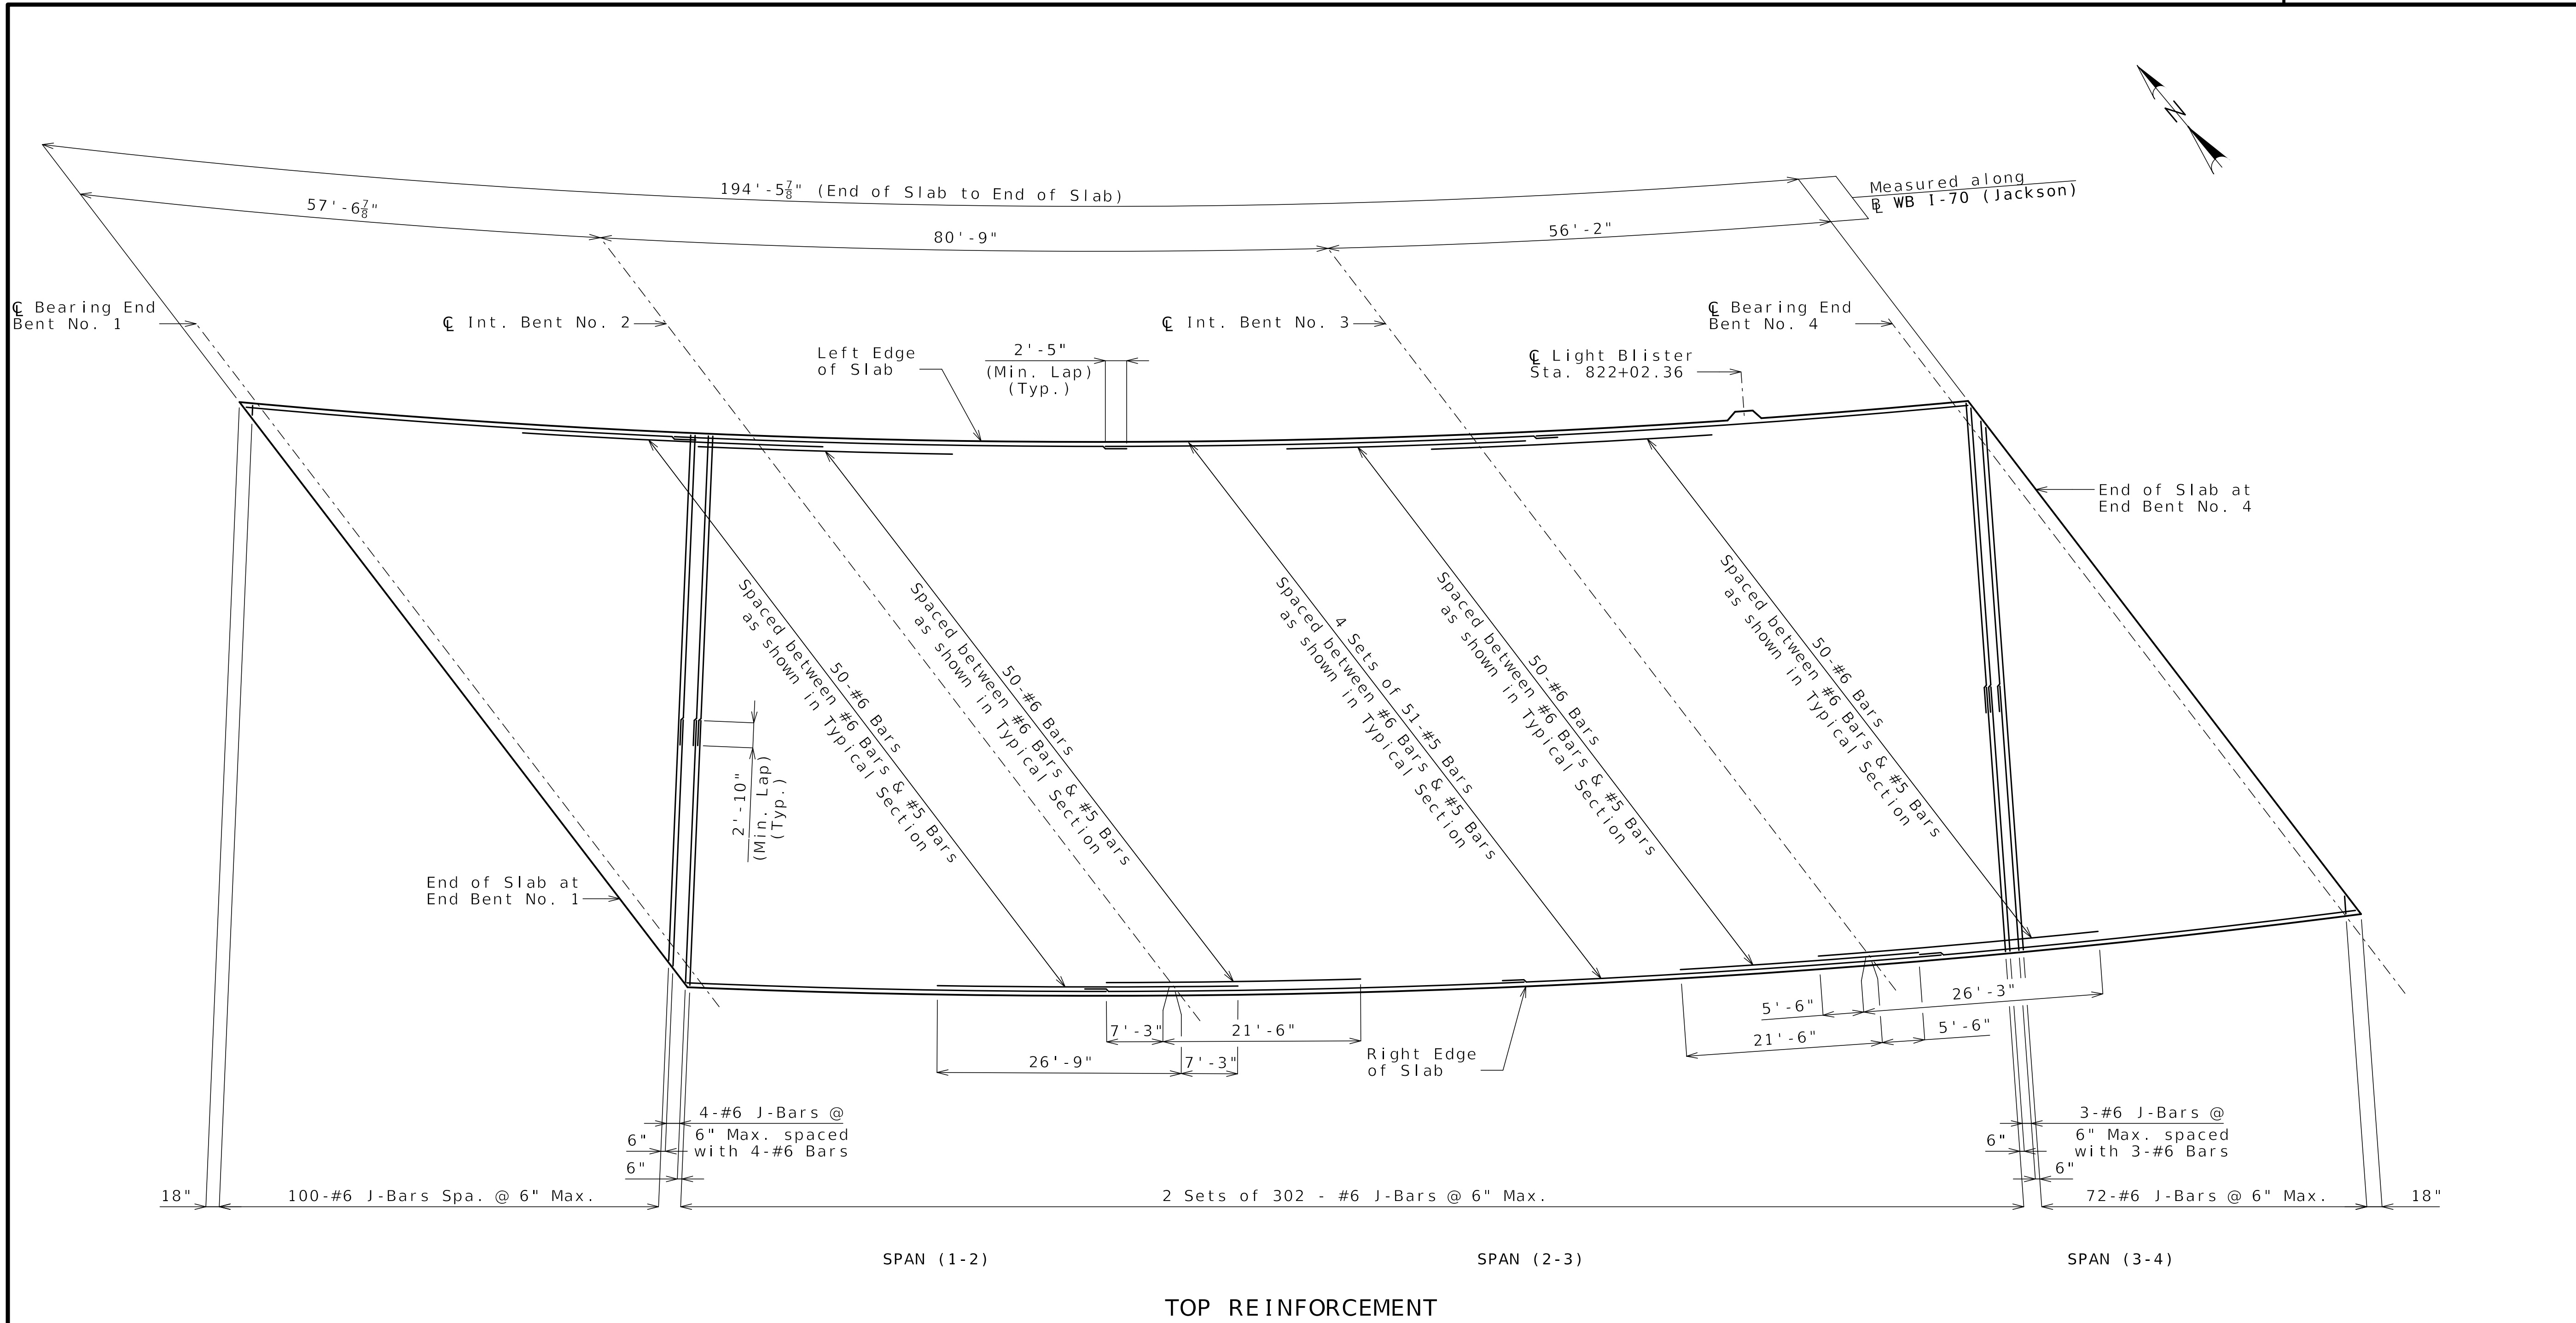 194'-5⅞" (End of Slab to End of Slab)
Measured along
℄ WB I-70 (Jackson)
57'-6⅞"
80'-9"
56'-2"
N
℄ Bearing End
Bent No. 1
℄ Int. Bent No. 2
℄ Int. Bent No. 3
℄ Bearing End
Bent No. 4
Left Edge
of Slab
2'-5"
(Min. Lap)
(Typ.)
℄ Light Blister
Sta. 822+02.36
End of Slab at
End Bent No. 4
50-#6 Bars
Spaced between #6 Bars & #5 Bars
as shown in Typical Section
50-#6 Bars
Spaced between #6 Bars & #5 Bars
as shown in Typical Section
4 Sets of 51-#5 Bars
Spaced between #6 Bars & #5 Bars
as shown in Typical Section
50-#6 Bars
Spaced between #6 Bars & #5 Bars
as shown in Typical Section
50-#6 Bars
Spaced between #6 Bars & #5 Bars
as shown in Typical Section
2'-10"
(Min. Lap)
(Typ.)
End of Slab at
End Bent No. 1
7'-3"
21'-6"
26'-9"
7'-3"
Right Edge
of Slab
5'-6"
26'-3"
21'-6"
5'-6"
4-#6 J-Bars @
6" Max. spaced
with 4-#6 Bars
6"
6"
3-#6 J-Bars @
6" Max. spaced
with 3-#6 Bars
6"
6"
18"
100-#6 J-Bars Spa. @ 6" Max.
2 Sets of 302 - #6 J-Bars @ 6" Max.
72-#6 J-Bars @ 6" Max.
18"
SPAN (1-2)
SPAN (2-3)
SPAN (3-4)
TOP REINFORCEMENT